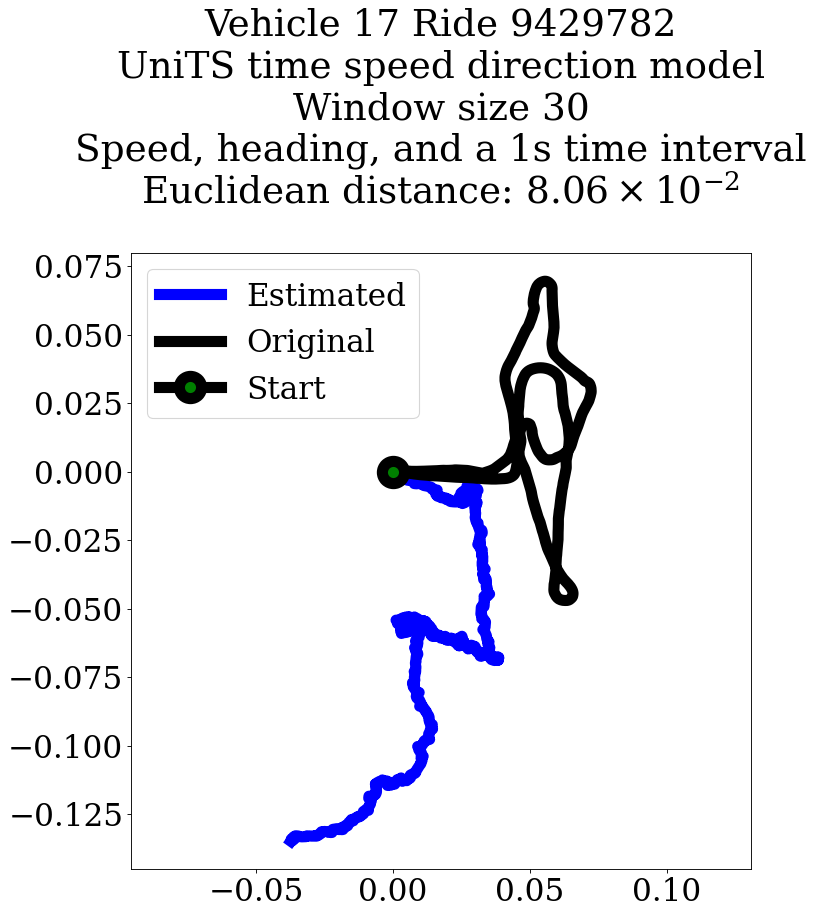 Vehicle 17 Ride 9429782
UniTS time speed direction model
Window size 30
Speed, heading, and a 1s time interval
Euclidean distance: 8.06 × 10⁻²
Estimated
Original
Start
0.075
0.050
0.025
0.000
−0.025
−0.050
−0.075
−0.100
−0.125
−0.05 0.00 0.05 0.10